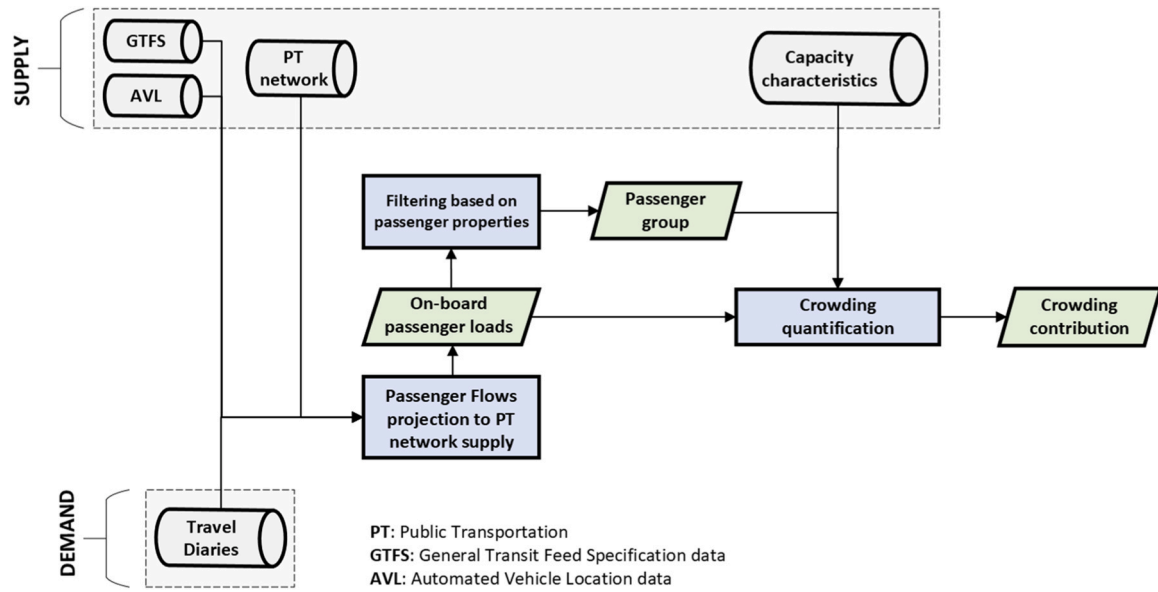 SUPPLY
GTFS
AVL
PT
network
Capacity
characteristics
Filtering based on
passenger properties
Passenger
group
On-board
passenger loads
Crowding
quantification
Crowding
contribution
Passenger Flows
projection to PT
network supply
DEMAND
Travel
Diaries
PT: Public Transportation
GTFS: General Transit Feed Specification data
AVL: Automated Vehicle Location data